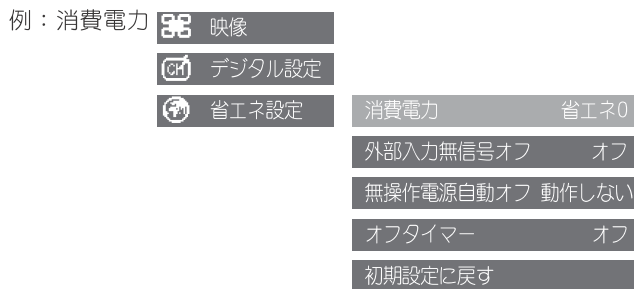 例：消費電力
映像
CH デジタル設定
省エネ設定
消費電力 省エネ0
外部入力無信号オフ オフ
無操作電源自動オフ 動作しない
オフタイマー オフ
初期設定に戻す